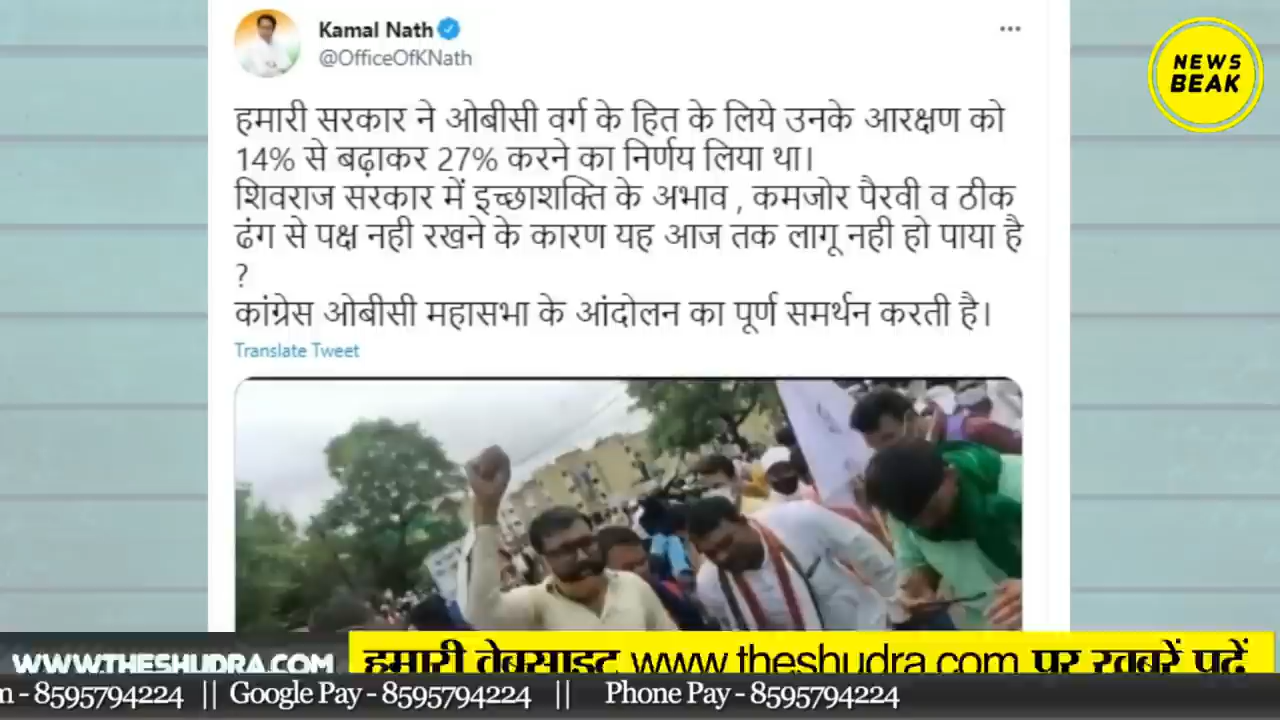 Kamal Nath
@OfficeOfKNath
NEWS
BEAK
हमारी सरकार ने ओबीसी वर्ग के हित के लिये उनके आरक्षण को
14% से बढ़ाकर 27% करने का निर्णय लिया था।
शिवराज सरकार में इच्छाशक्ति के अभाव , कमजोर पैरवी व ठीक
ढंग से पक्ष नही रखने के कारण यह आज तक लागू नही हो पाया है
?
कांग्रेस ओबीसी महासभा के आंदोलन का पूर्ण समर्थन करती है।
Translate Tweet
WWW.THESHUDRA.COM
हमारी वेबसाइट www.theshudra.com पर खबरें पढ़ें
- 8595794224 || Google Pay - 8595794224 || Phone Pay - 8595794224